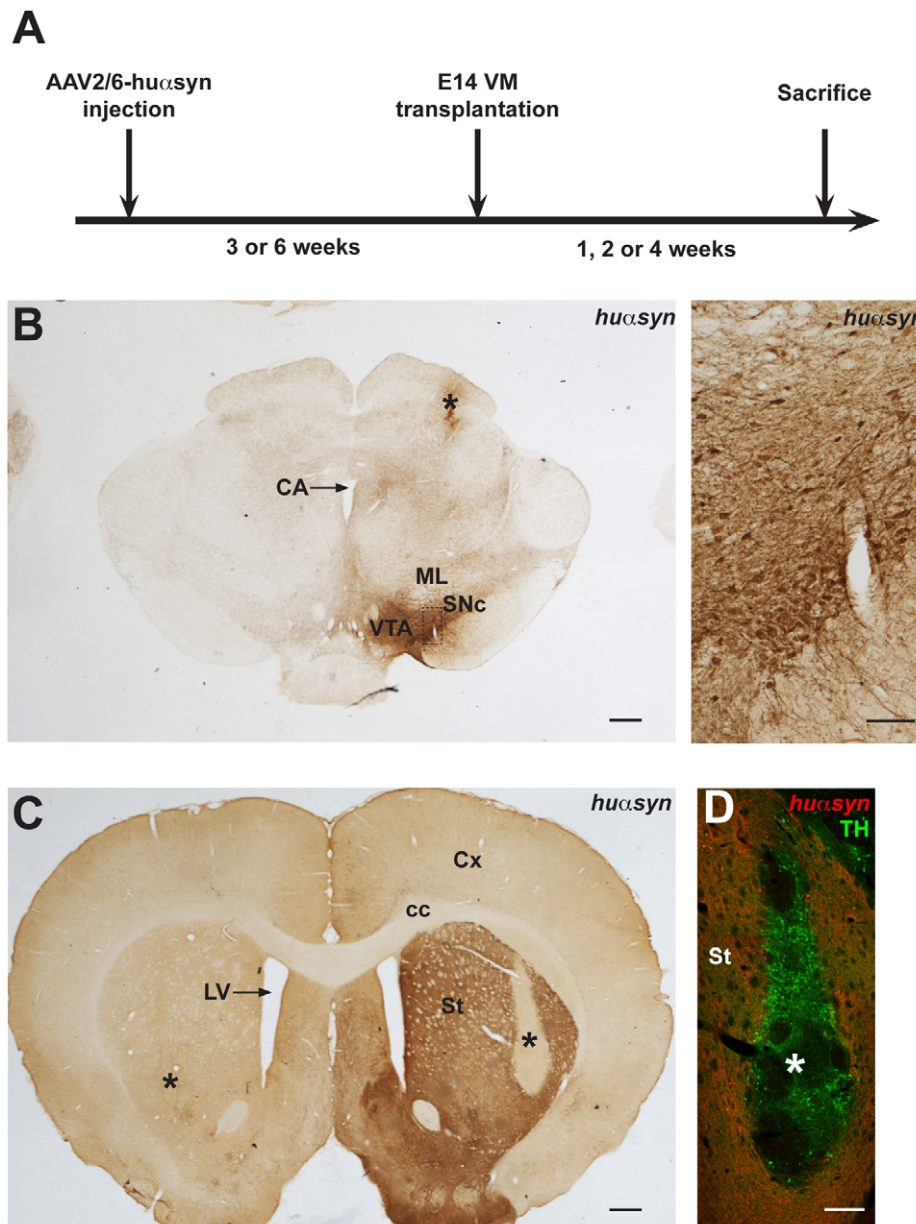 A
AAV2/6-huαsyn
injection
E14 VM
transplantation
Sacrifice
3 or 6 weeks
1, 2 or 4 weeks
B
huαsyn
*
CA
ML
SNc
VTA
huαsyn
C
huαsyn
Cx
cc
LV
St
*
*
D
huαsyn
TH
St
*